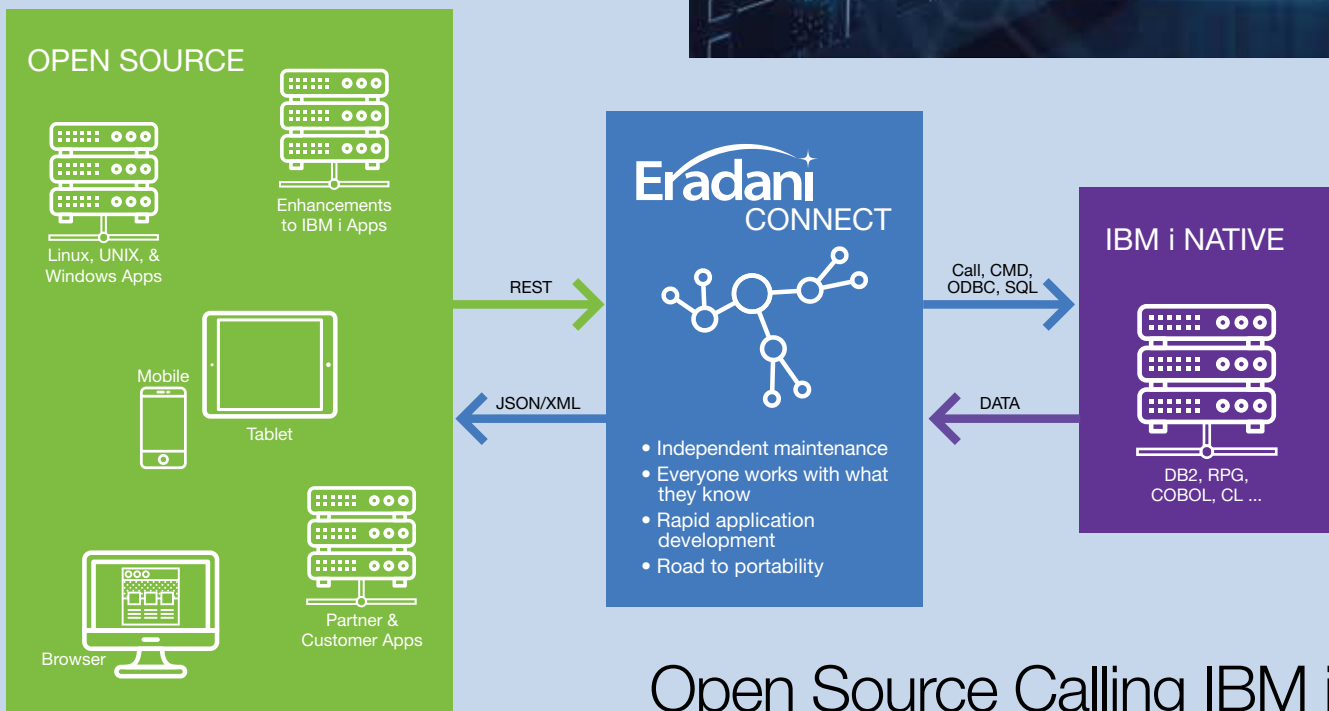 OPEN SOURCE
Linux, UNIX, &
Windows Apps
Enhancements
to IBM i Apps
Mobile
Tablet
Browser
Partner &
Customer Apps
REST
JSON/XML
Eradani
CONNECT
• Independent maintenance
• Everyone works with what
they know
• Rapid application
development
• Road to portability
Call, CMD,
ODBC, SQL
DATA
IBM i NATIVE
DB2, RPG,
COBOL, CL ...
Open Source Calling IBM i